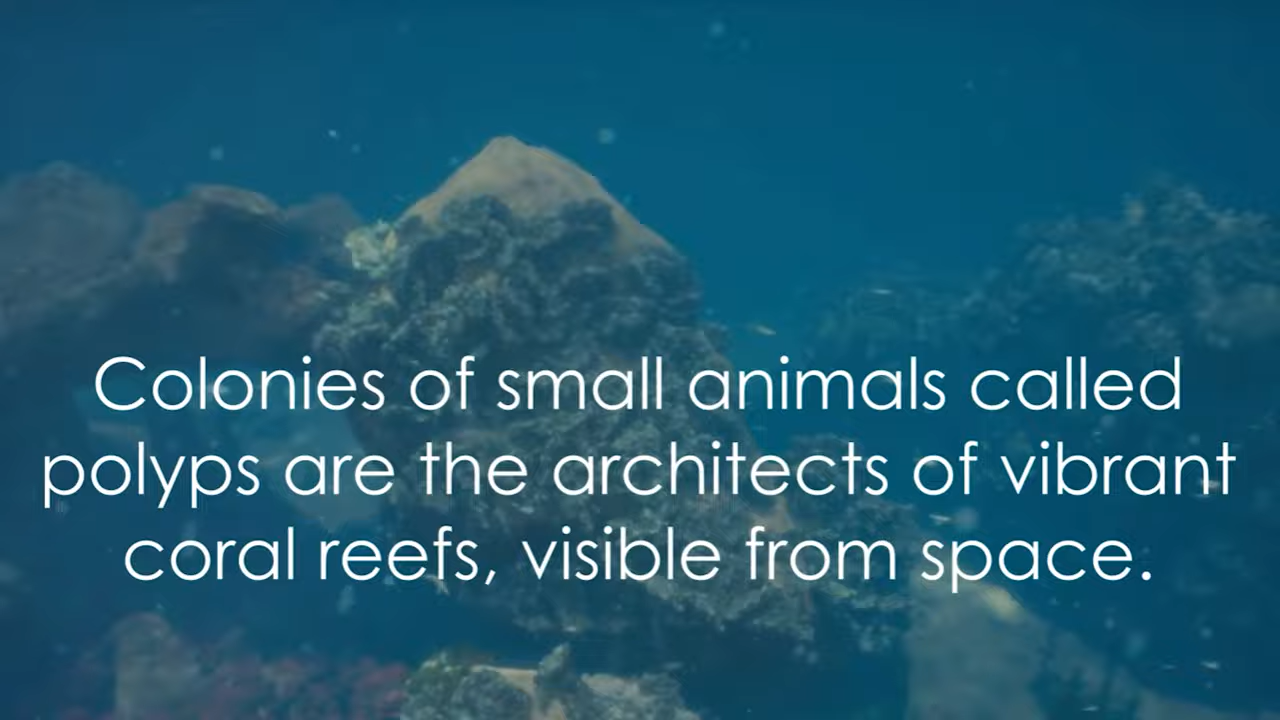 Colonies of small animals called
polyps are the architects of vibrant
coral reefs, visible from space.